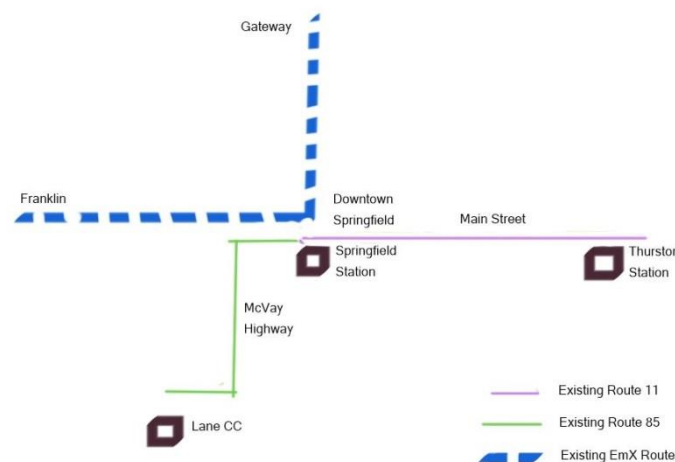 Gateway
Franklin
Downtown
Springfield
Main Street
Springfield
Station
Thurston
Station
McVay
Highway
Lane CC
Existing Route 11
Existing Route 85
Existing EmX Route